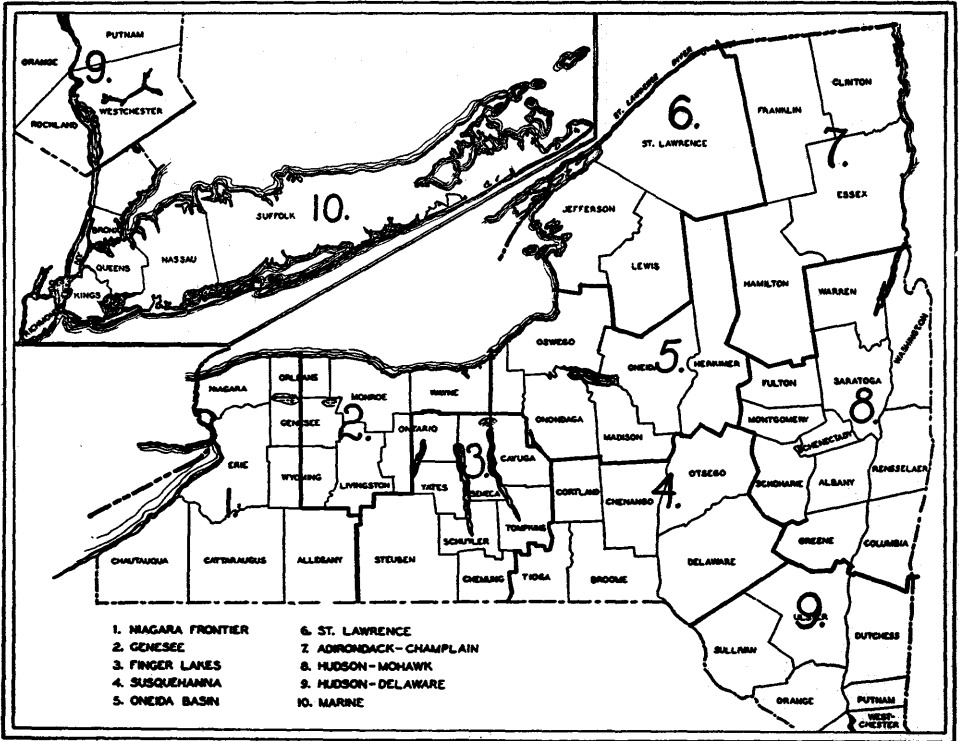 PUTNAM
ORANGE
9.
WESTCHESTER
ROCKLAND
BRONX
QUEENS
NASSAU
SUFFOLK
10.
KINGS
RICHMOND
ST. LAWRENCE RIVER
6.
ST. LAWRENCE
FRANKLIN
CLINTON
7.
ESSEX
JEFFERSON
LEWIS
HAMILTON
WARREN
WASHINGTON
OSWEGO
ONEIDA
5.
HERKIMER
FULTON
SARATOGA
8.
MONTGOMERY
SCHENECTADY
NIAGARA
ORLEANS
MONROE
WAYNE
GENESEE
2.
ONTARIO
ONONDAGA
MADISON
CAYUGA
3.
SENECA
ERIE
WYOMING
LIVINGSTON
YATES
CORTLAND
CHENANGO
4.
OTSEGO
SCHOHARIE
ALBANY
RENSSELAER
TOMPKINS
SCHUYLER
GREENE
COLUMBIA
CHAUTAUQUA
CATTARAUGUS
ALLEGANY
STEUBEN
CHEMUNG
TIOGA
BROOME
DELAWARE
9.
ULSTER
DUTCHESS
SULLIVAN
ORANGE
PUTNAM
WEST-
CHESTER
1. NIAGARA FRONTIER
2. GENESEE
3. FINGER LAKES
4. SUSQUEHANNA
5. ONEIDA BASIN
6. ST. LAWRENCE
7. ADIRONDACK-CHAMPLAIN
8. HUDSON-MOHAWK
9. HUDSON-DELAWARE
10. MARINE